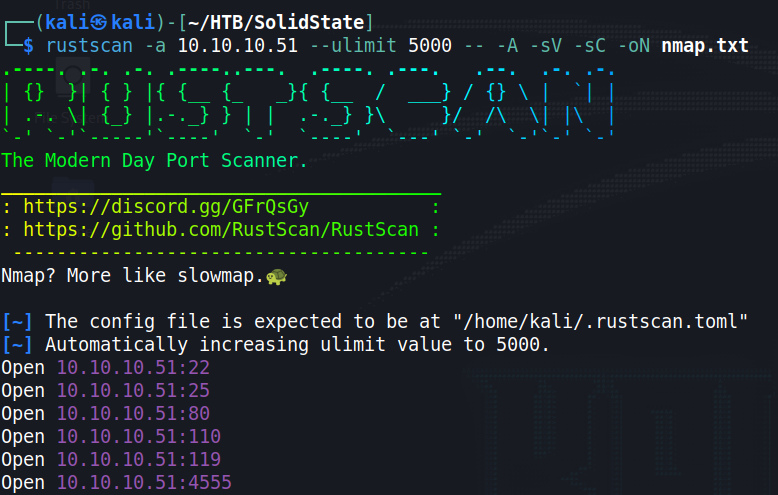 Trash
┌──(kali㉿kali)-[~/HTB/SolidState]
└─$ rustscan -a 10.10.10.51 --ulimit 5000 -- -A -sV -sC -oN nmap.txt
.----. .-. .-. .----..---.  .----. .---.   .--.  .-. .-.
| {}  }| { } |{ {__ {_   _}{ {__  /  ___} / {} \ |  `| |
| .-. \| {_} |.-._} } | |  .-._} }\     }/  /\  \| |\  |
`-' `-'`-----'`----'  `-'  `----'  `---' `-'  `-'`-' `-'
The Modern Day Port Scanner.
________________________________________
: https://discord.gg/GFrQsGy           :
: https://github.com/RustScan/RustScan :
 --------------------------------------
Nmap? More like slowmap.🐢
[~] The config file is expected to be at "/home/kali/.rustscan.toml"
[~] Automatically increasing ulimit value to 5000.
Open 10.10.10.51:22
Open 10.10.10.51:25
Open 10.10.10.51:80
Open 10.10.10.51:110
Open 10.10.10.51:119
Open 10.10.10.51:4555